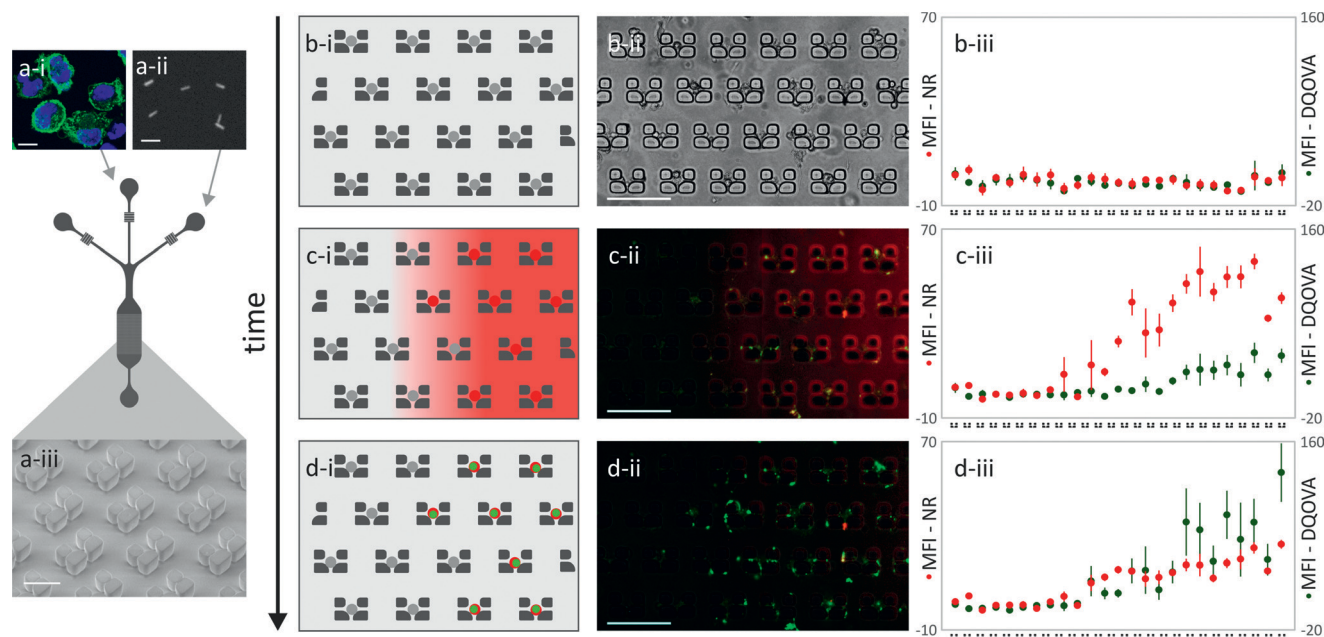 a-i
a-ii
a-iii
time
b-i
b-ii
b-iii
70
-10
• MFI - NR
160
-20
• MFI - DQOVA
c-i
c-ii
c-iii
70
-10
• MFI - NR
160
-20
• MFI - DQOVA
d-i
d-ii
d-iii
70
-10
• MFI - NR
160
-20
• MFI - DQOVA